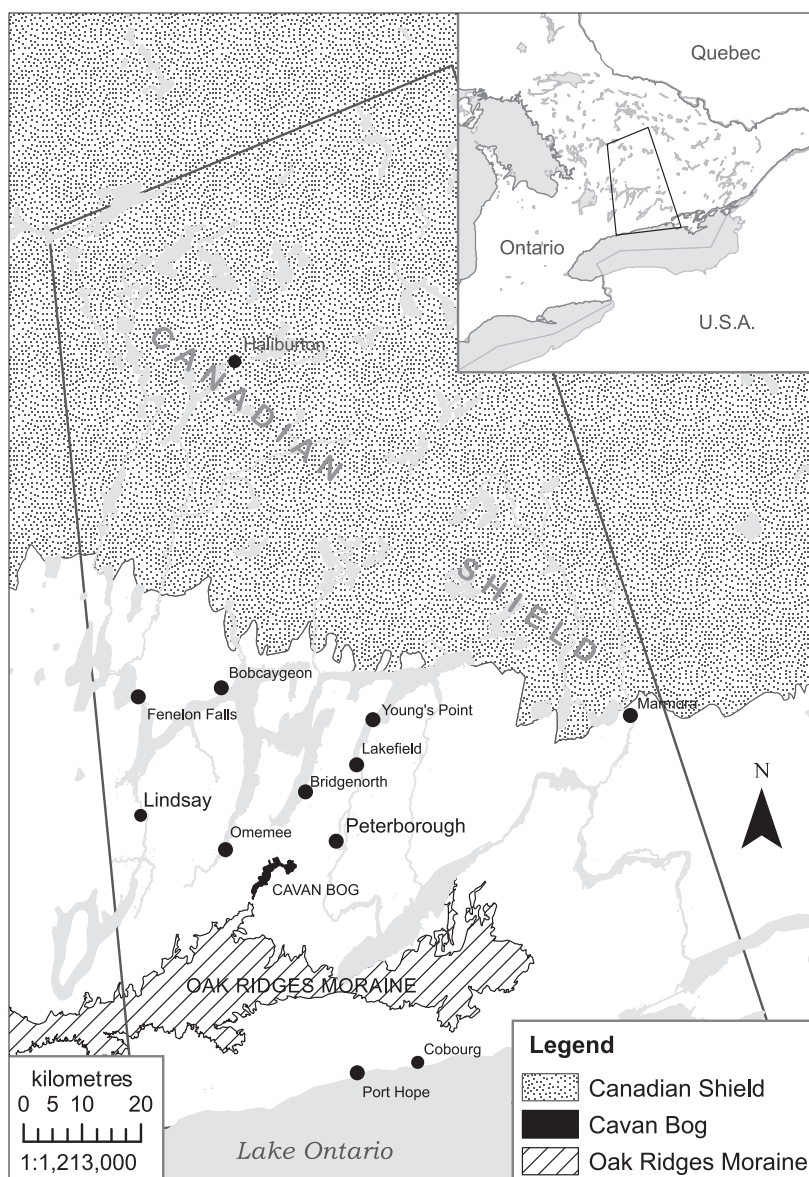 Quebec
Ontario
U.S.A.
Haliburton
CANADIAN
SHIELD
Bobcaygeon
Fenelon Falls
Young's Point
Marmora
Lakefield
Bridgenorth
Lindsay
Peterborough
Omemee
CAVAN BOG
N
OAK RIDGES MORAINE
Cobourg
Port Hope
Lake Ontario
kilometres
0 5 10 20
1:1,213,000
Legend
Canadian Shield
Cavan Bog
Oak Ridges Moraine